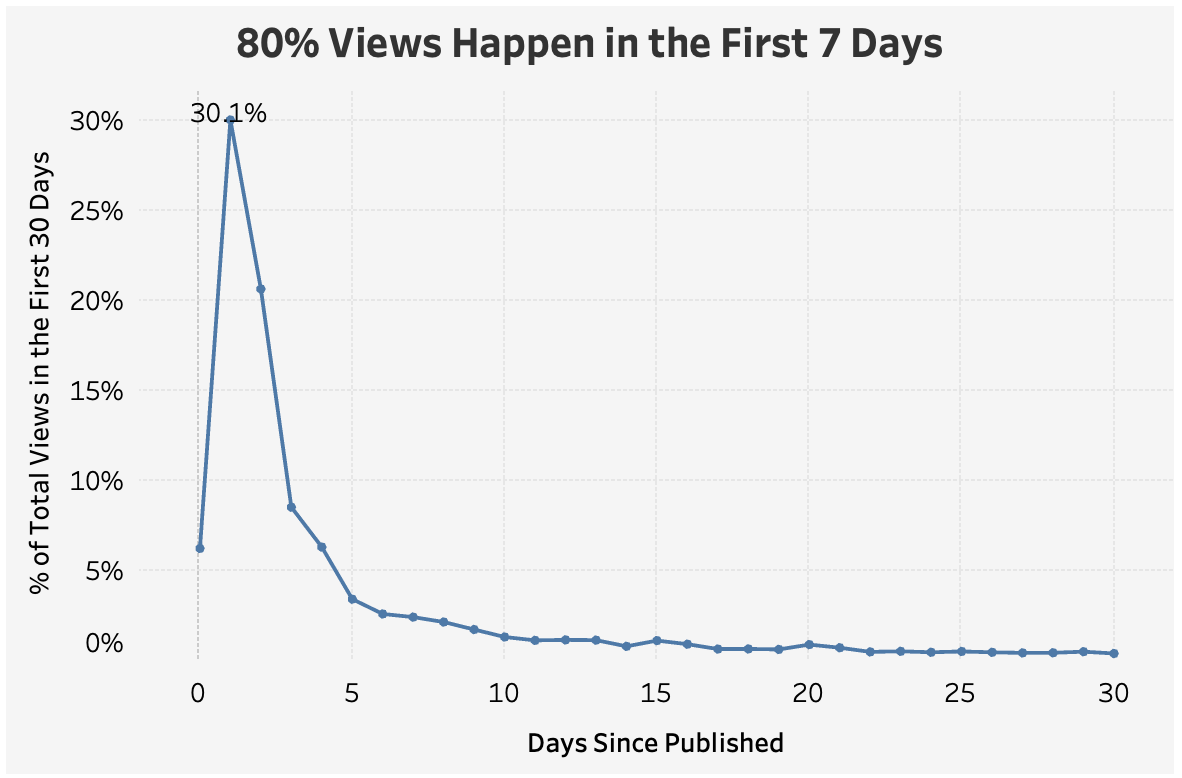 80% Views Happen in the First 7 Days
30.1%
30%
25%
20%
15%
10%
5%
0%
% of Total Views in the First 30 Days
0 5 10 15 20 25 30
Days Since Published